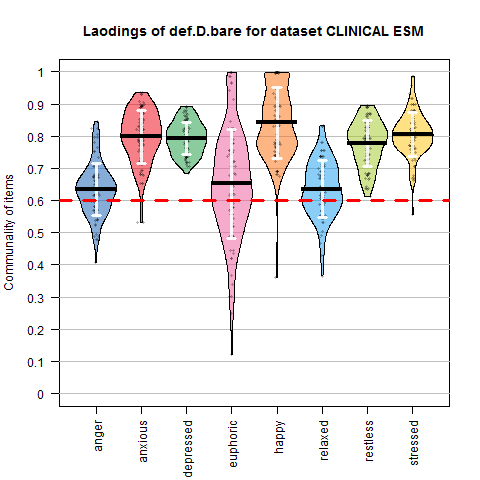 Laodings of def.D.bare for dataset CLINICAL ESM
Communality of items
1
0.9
0.8
0.7
0.6
0.5
0.4
0.3
0.2
0.1
0
anger
anxious
depressed
euphoric
happy
relaxed
restless
stressed